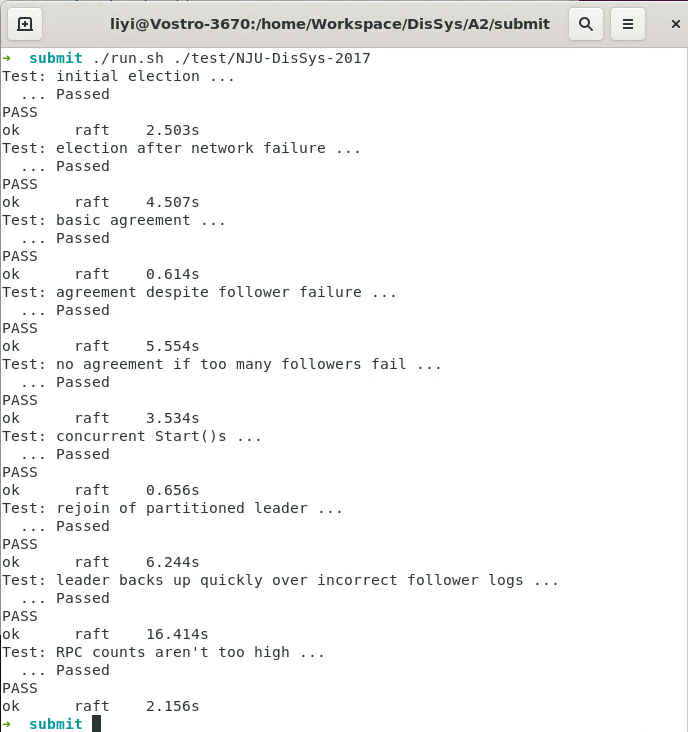 liyi@Vostro-3670:/home/Workspace/DisSys/A2/submit
→ submit ./run.sh ./test/NJU-DisSys-2017
Test: initial election ...
  ... Passed
PASS
ok      raft    2.503s
Test: election after network failure ...
  ... Passed
PASS
ok      raft    4.507s
Test: basic agreement ...
  ... Passed
PASS
ok      raft    0.614s
Test: agreement despite follower failure ...
  ... Passed
PASS
ok      raft    5.554s
Test: no agreement if too many followers fail ...
  ... Passed
PASS
ok      raft    3.534s
Test: concurrent Start()s ...
  ... Passed
PASS
ok      raft    0.656s
Test: rejoin of partitioned leader ...
  ... Passed
PASS
ok      raft    6.244s
Test: leader backs up quickly over incorrect follower logs ...
  ... Passed
PASS
ok      raft    16.414s
Test: RPC counts aren't too high ...
  ... Passed
PASS
ok      raft    2.156s
→ submit